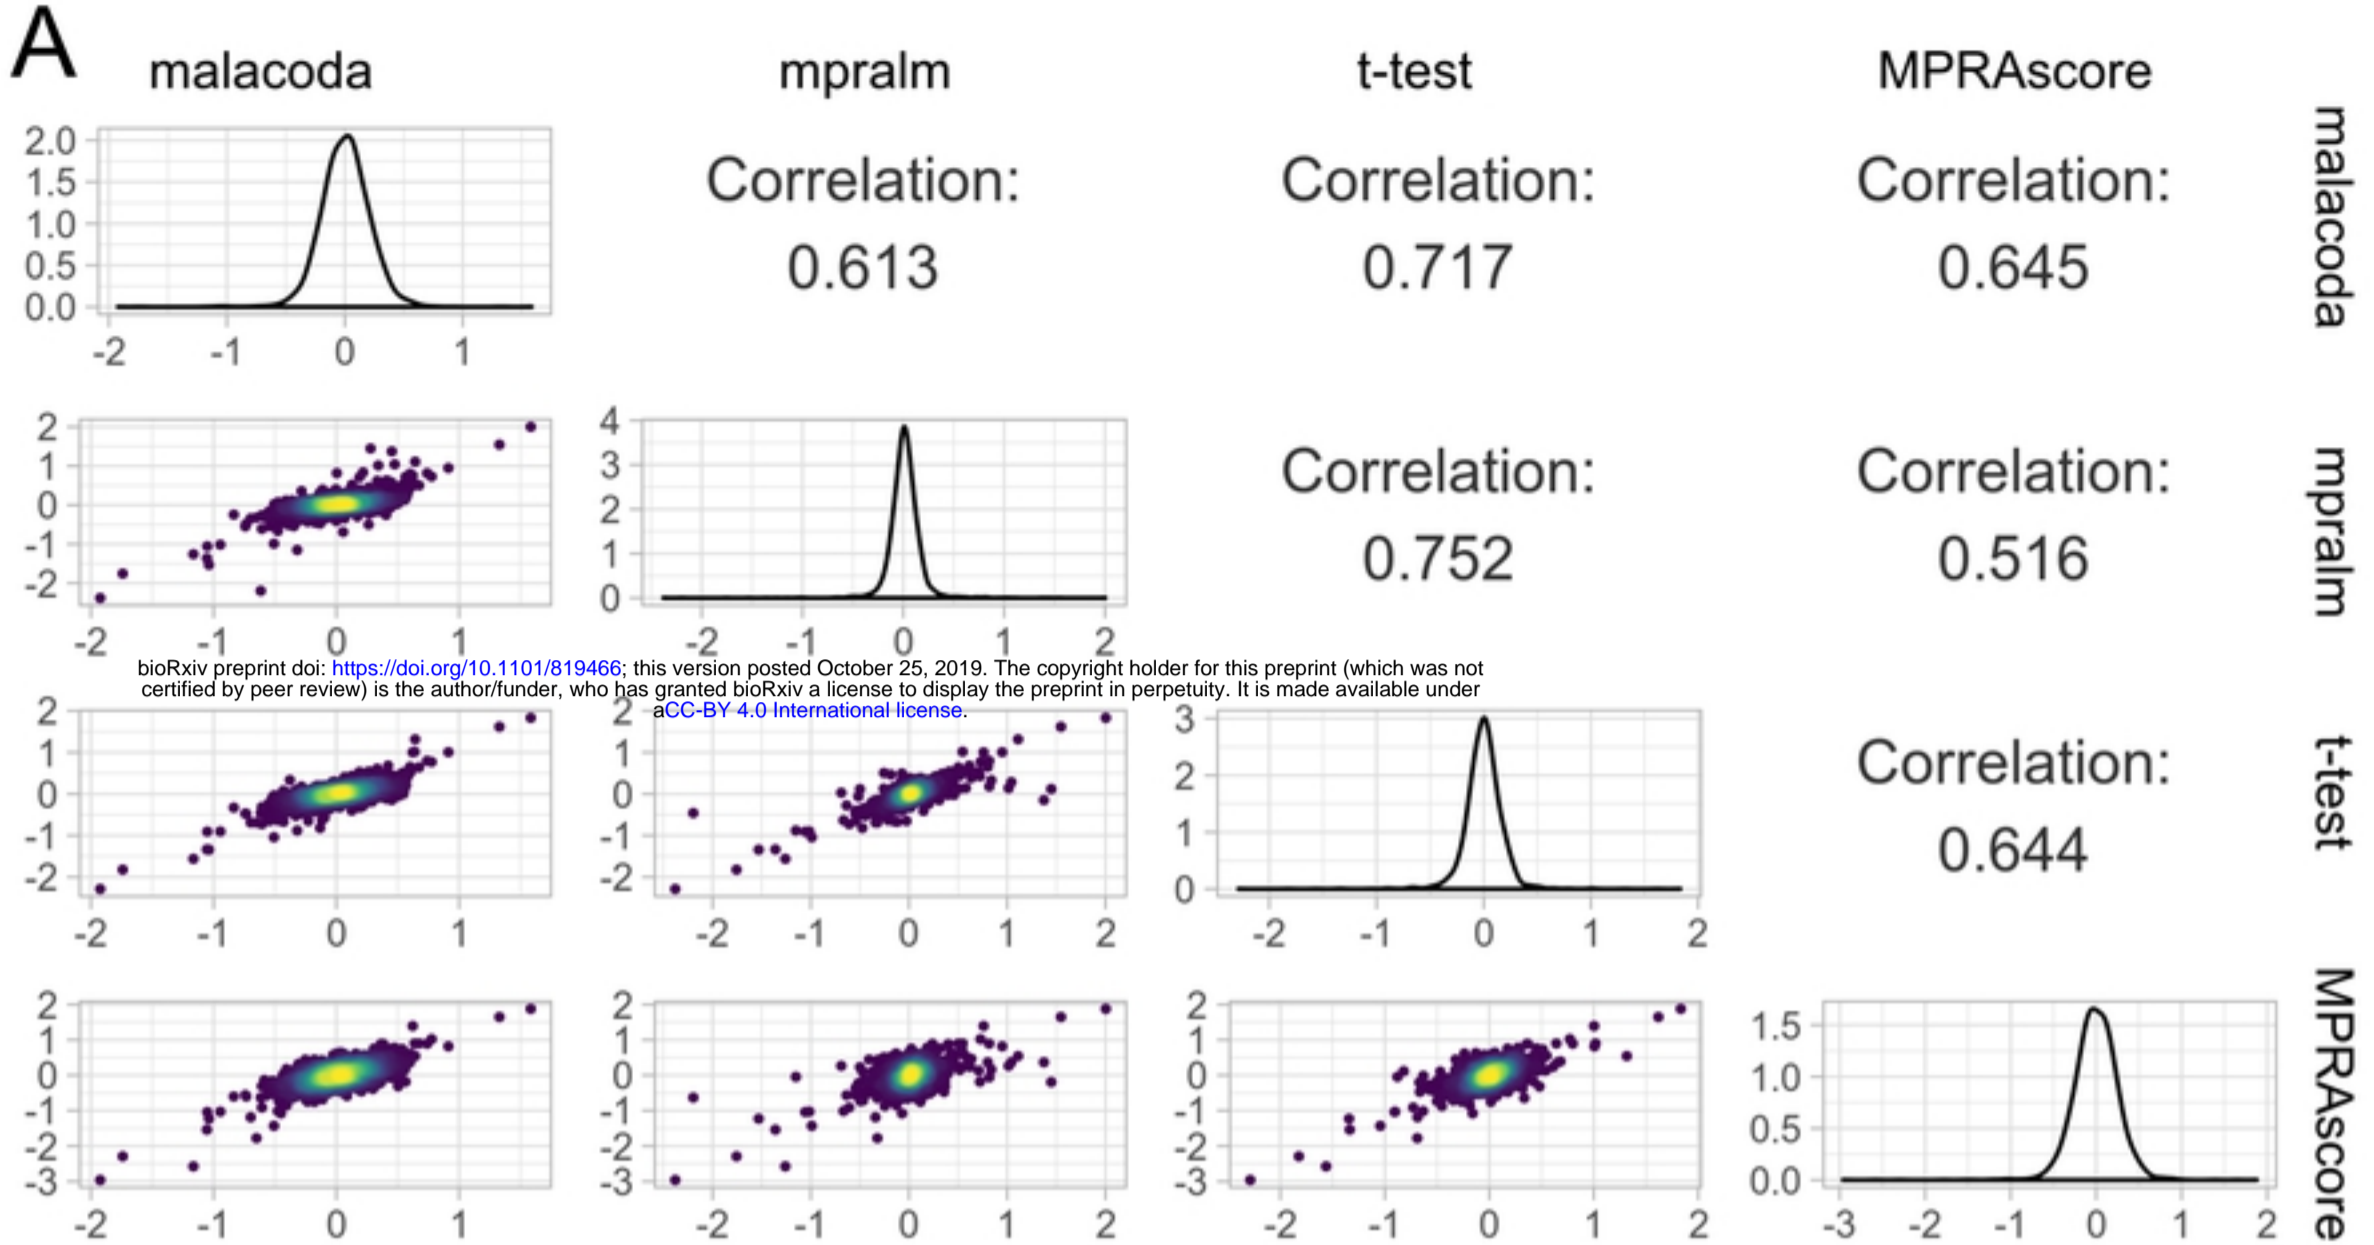 A
malacoda mpralm t-test MPRAscore
2.0
1.5
1.0
0.5
0.0
-2 -1 0 1
Correlation:
0.613
Correlation:
0.717
Correlation:
0.645
malacoda
2
1
0
-1
-2
-2 -1 0 1
4
3
2
1
0
-2 -1 0 1 2
Correlation:
0.752
Correlation:
0.516
mpralm
bioRxiv preprint doi: https://doi.org/10.1101/819466; this version posted October 25, 2019. The copyright holder for this preprint (which was not
certified by peer review) is the author/funder, who has granted bioRxiv a license to display the preprint in perpetuity. It is made available under
aCC-BY 4.0 International license.
2
1
0
-1
-2
-2 -1 0 1
2
1
0
-1
-2
-2 -1 0 1 2
3
2
1
0
-2 -1 0 1 2
Correlation:
0.644
t-test
2
1
0
-1
-2
-3
-2 -1 0 1
2
1
0
-1
-2
-3
-2 -1 0 1 2
2
1
0
-1
-2
-3
-2 -1 0 1 2
1.5
1.0
0.5
0.0
-3 -2 -1 0 1 2
MPRAscore